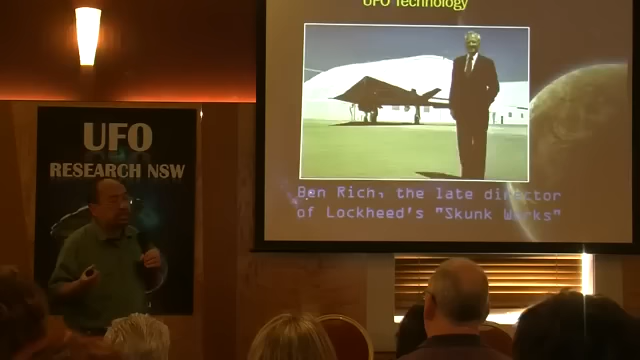 UFO Technology
UFO
RESEARCH NSW
Ben Rich, the late director
of Lockheed's "Skunk Works"